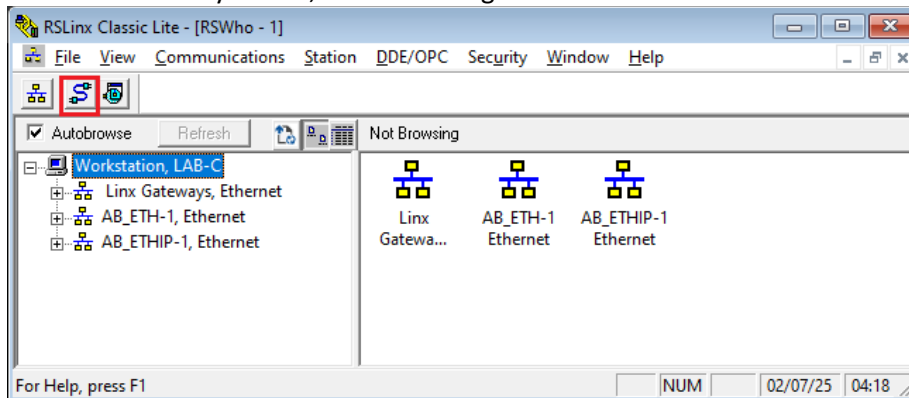 RSLinx Classic Lite - [RSWho - 1]
File View Communications Station DDE/OPC Security Window Help
Autobrowse Refresh Not Browsing
Workstation, LAB-C
Linx Gateways, Ethernet
AB_ETH-1, Ethernet
AB_ETHIP-1, Ethernet
Linx
Gatewa...
AB_ETH-1
Ethernet
AB_ETHIP-1
Ethernet
For Help, press F1 NUM 02/07/25 04:18